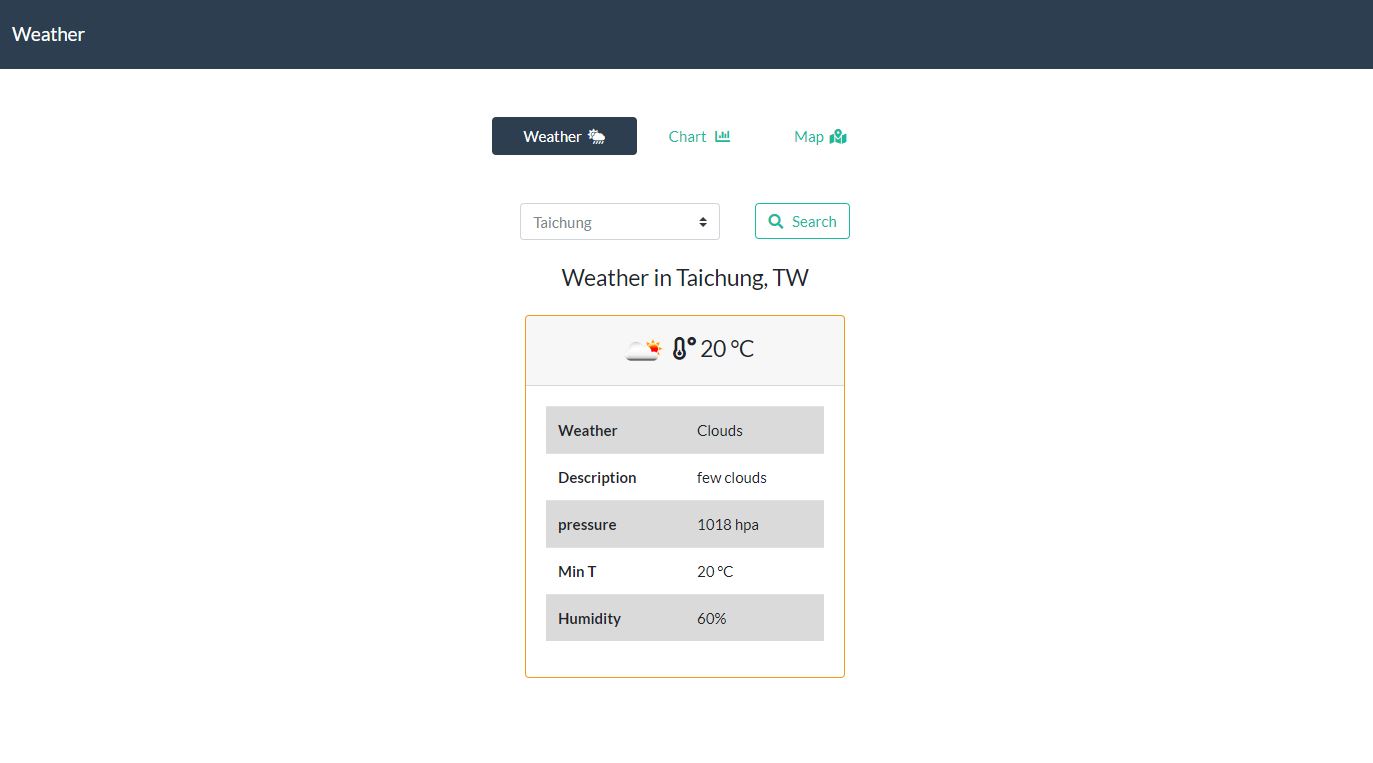 Weather
Weather Chart Map
Taichung Search
Weather in Taichung, TW
20 °C
Weather Clouds
Description few clouds
pressure 1018 hpa
Min T 20 °C
Humidity 60%